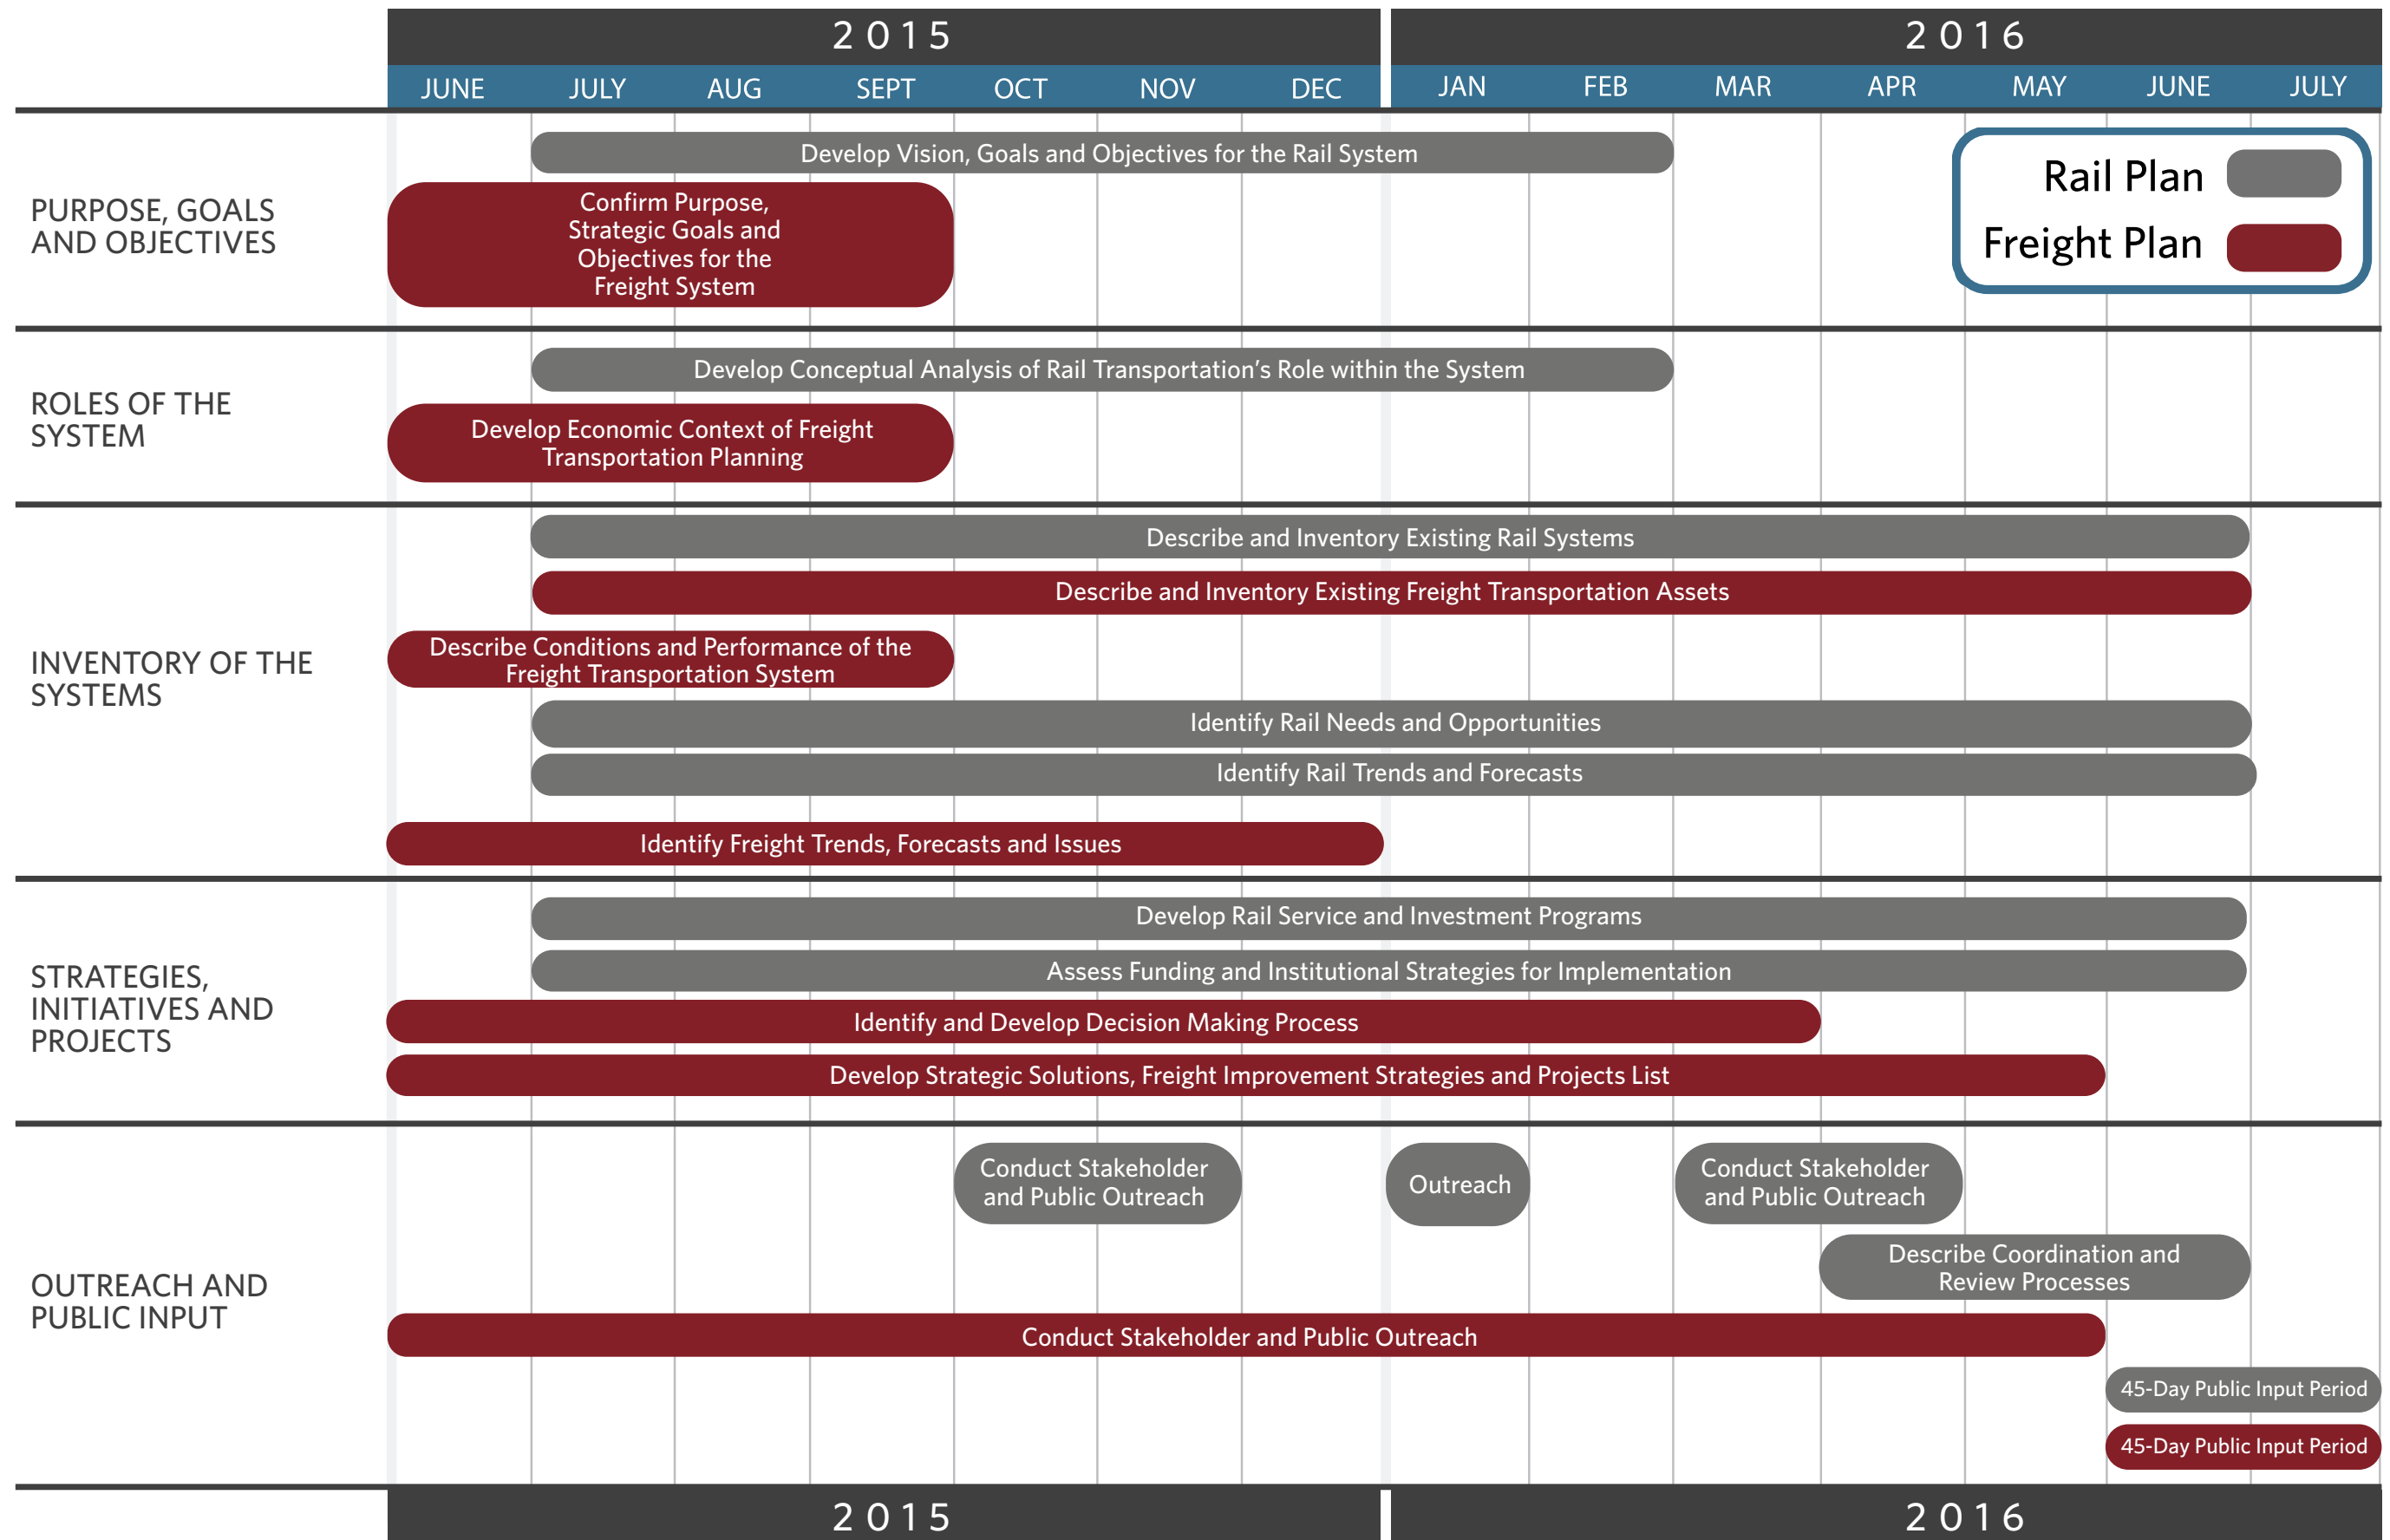 2015
2016
JUNE JULY AUG SEPT OCT NOV DEC JAN FEB MAR APR MAY JUNE JULY
PURPOSE, GOALS
AND OBJECTIVES
Develop Vision, Goals and Objectives for the Rail System
Confirm Purpose,
Strategic Goals and
Objectives for the
Freight System
Rail Plan
Freight Plan
ROLES OF THE
SYSTEM
Develop Conceptual Analysis of Rail Transportation’s Role within the System
Develop Economic Context of Freight
Transportation Planning
INVENTORY OF THE
SYSTEMS
Describe and Inventory Existing Rail Systems
Describe and Inventory Existing Freight Transportation Assets
Describe Conditions and Performance of the
Freight Transportation System
Identify Rail Needs and Opportunities
Identify Rail Trends and Forecasts
Identify Freight Trends, Forecasts and Issues
STRATEGIES,
INITIATIVES AND
PROJECTS
Develop Rail Service and Investment Programs
Assess Funding and Institutional Strategies for Implementation
Identify and Develop Decision Making Process
Develop Strategic Solutions, Freight Improvement Strategies and Projects List
OUTREACH AND
PUBLIC INPUT
Conduct Stakeholder
and Public Outreach
Outreach
Conduct Stakeholder
and Public Outreach
Describe Coordination and
Review Processes
Conduct Stakeholder and Public Outreach
45-Day Public Input Period
45-Day Public Input Period
2015
2016